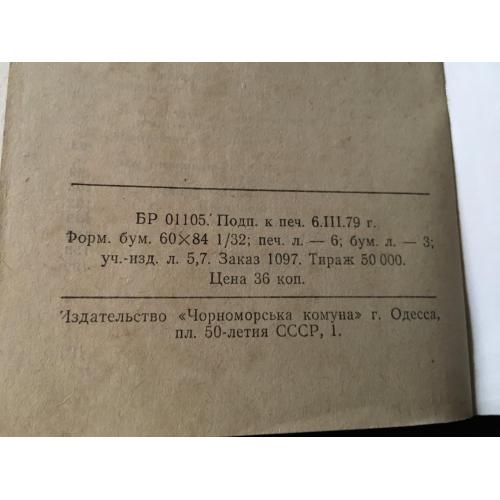 БР 01105. Подп. к печ. 6.III.79 г.
Форм. бум. 60×84 1/32; печ. л. — 6; бум. л. — 3;
уч.-изд. л. 5,7. Заказ 1097. Тираж 50 000.
Цена 36 коп.
Издательство «Чорноморська комуна» г. Одесса,
пл. 50-летия СССР, 1.